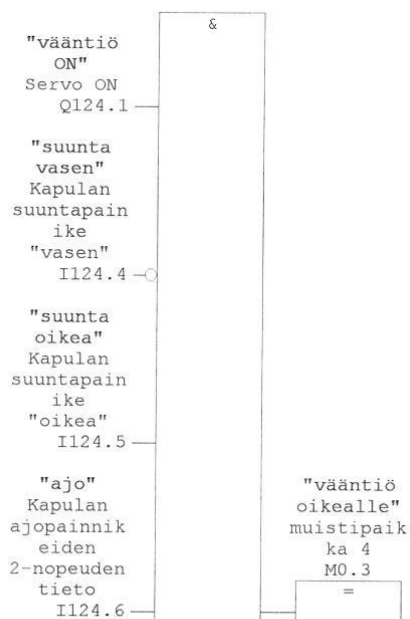 &
"vääntiö
ON"
Servo ON
Q124.1
"suunta
vasen"
Kapulan
suuntapain
ike
"vasen"
I124.4
"suunta
oikea"
Kapulan
suuntapain
ike
"oikea"
I124.5
"ajo"
Kapulan
ajopainnik
eiden
2-nopeuden
tieto
I124.6
"vääntiö
oikealle"
muistipaik
ka 4
M0.3
=